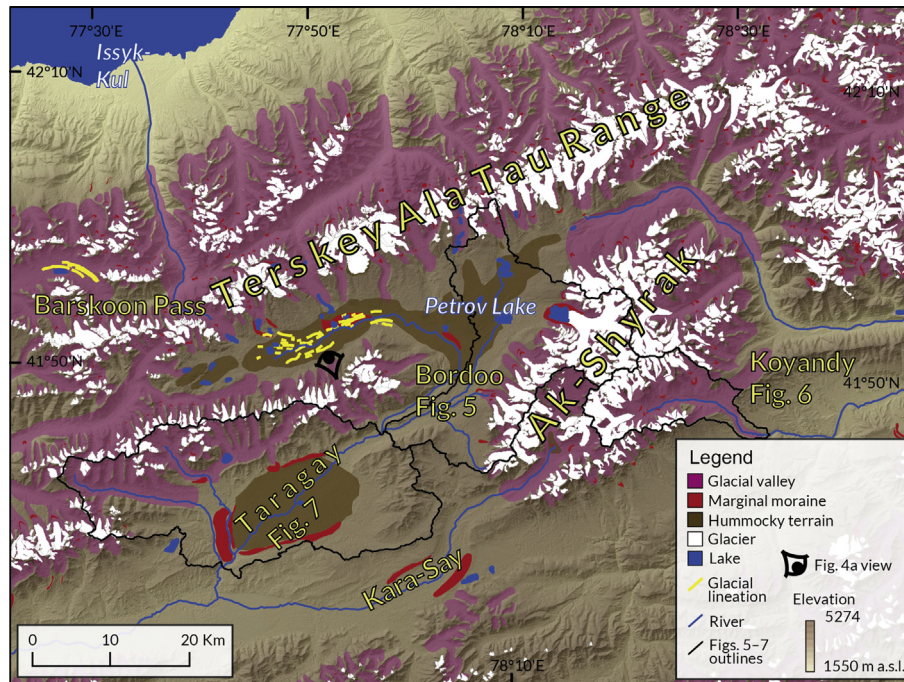 77°30'E
77°50'E
78°10'E
78°30'E
Issyk-
Kul
42°10'N
42°10'N
Terskey Ala Tau Range
Barskoon Pass
Petrov Lake
Ak-Shyrak
41°50'N
Bordoo
Fig. 5
Koyandy
Fig. 6
41°50'N
Taragay
Fig. 7
Kara-Say
Legend
Glacial valley
Marginal moraine
Hummocky terrain
Glacier
Lake
Fig. 4a view
Glacial
lineation
Elevation
River
5274
Figs. 5–7
outlines
1550 m a.s.l.
0 10 20 Km
78°10'E